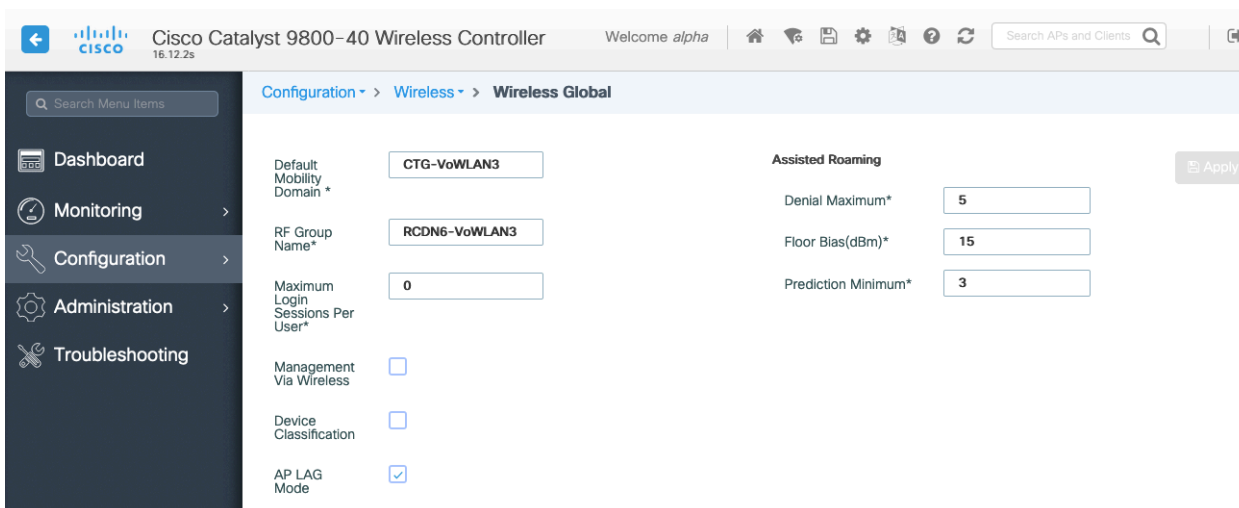 CISCO
Cisco Catalyst 9800-40 Wireless Controller
16.12.2s
Welcome alpha
Search APs and Clients
Search Menu Items
Dashboard
Monitoring
Configuration
Administration
Troubleshooting
Configuration > Wireless > Wireless Global
Default
Mobility
Domain *
CTG-VoWLAN3
RF Group
Name*
RCDN6-VoWLAN3
Maximum
Login
Sessions Per
User*
0
Management
Via Wireless
Device
Classification
AP LAG
Mode
Assisted Roaming
Denial Maximum*
5
Floor Bias(dBm)*
15
Prediction Minimum*
3
Apply